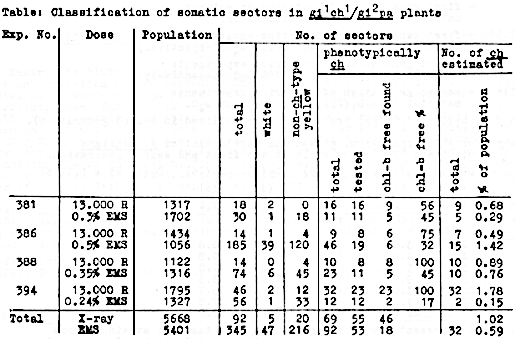 Table: Classification of somatic sectors in gi1ch1/gi2pa plants
Exp. No. Dose Population No. of sectors
phenotypically ch No. of ch estimated
total white non-ch-type yellow total tested chl-b free found chl-b free % total % of population
381 13.000 R 1317 18 2 0 16 16 9 56 9 0.68
0.3% EMS 1702 30 1 18 11 11 5 45 5 0.29
386 13.000 R 1434 14 1 4 9 8 6 75 7 0.49
0.5% EMS 1056 185 39 120 46 19 6 32 15 1.42
388 13.000 R 1122 14 0 4 10 8 8 100 10 0.89
0.35% EMS 1316 74 6 45 23 11 5 45 10 0.76
394 13.000 R 1795 46 2 12 32 23 23 100 32 1.78
0.24% EMS 1327 56 1 33 12 12 2 17 2 0.15
Total X-ray 5668 92 5 20 69 55 46 1.02
EMS 5401 345 47 216 92 53 18 32 0.59